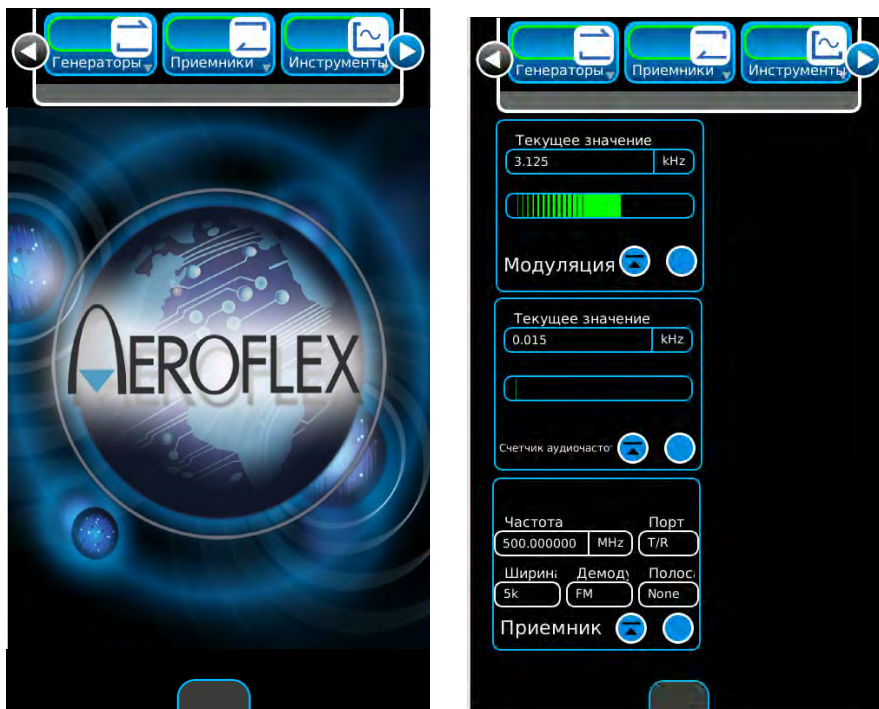 Генераторы Приемники Инструменты
AEROFLEX
Генераторы Приемники Инструменты
Текущее значение
3.125 kHz
Модуляция
Текущее значение
0.015 kHz
Счетчик аудиочасто
Частота Порт
500.000000 MHz T/R
Ширин Демоду Полос
5k FM None
Приемник